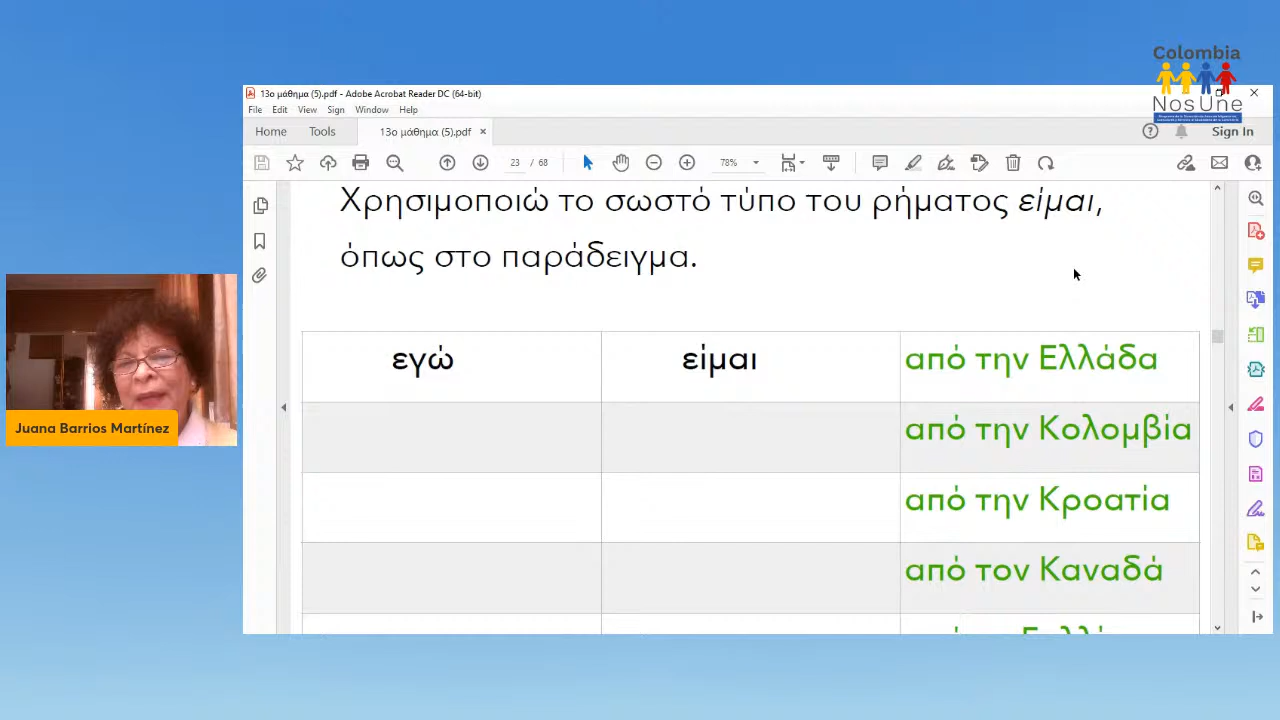 Colombia
NosUne
13ο μάθημα (5).pdf - Adobe Acrobat Reader DC (64-bit)
File Edit View Sign Window Help
Home Tools 13ο μάθημα (5).pdf ×
Sign In
23 / 68 78%
Χρησιμοποιώ το σωστό τύπο του ρήματος είμαι,
όπως στο παράδειγμα.
εγώ είμαι από την Ελλάδα
από την Κολομβία
από την Κροατία
από τον Καναδά
Juana Barrios Martínez